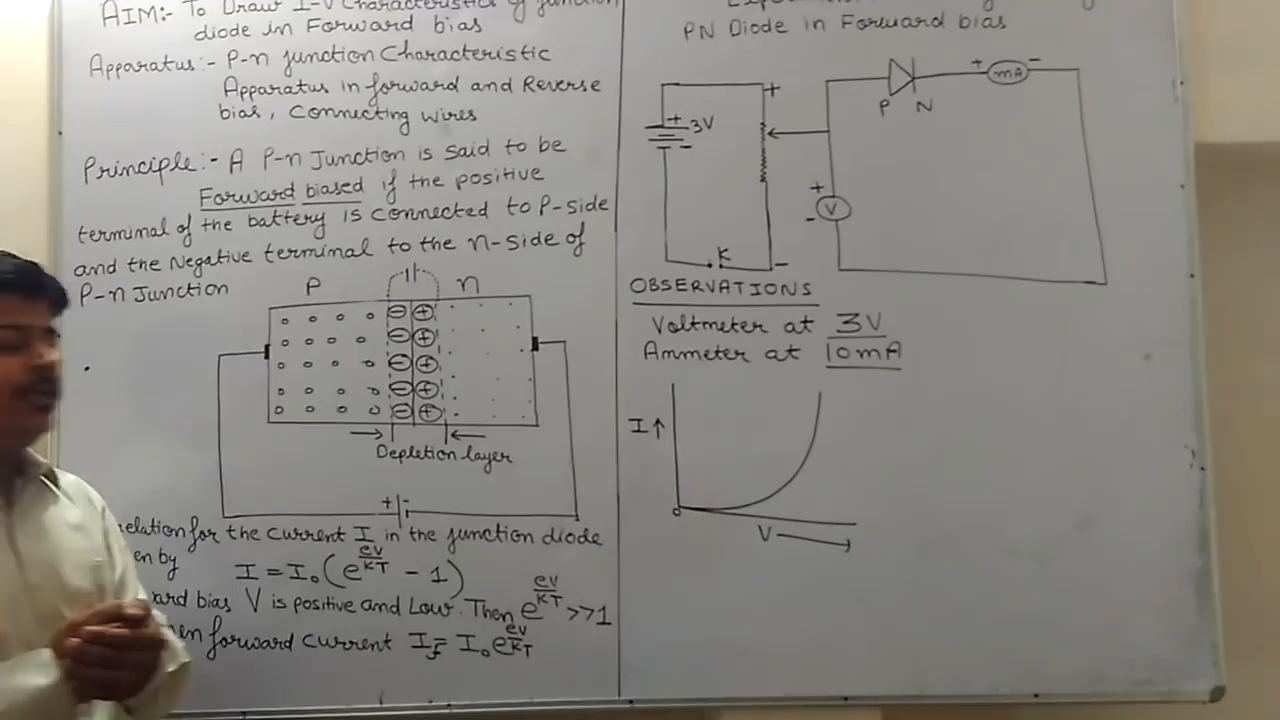 AIM:- To Draw I-V Characteristics of junction
diode in Forward bias
Apparatus:- P-n junction Characteristic
Apparatus in forward and Reverse
bias, Connecting wires
Principle:- A P-n Junction is said to be
Forward biased if the positive
terminal of the battery is connected to P-side
and the Negative terminal to the n-side of
P-n Junction
P n
Depletion layer
+ -
relation for the current I in the junction diode
en by
I = I₀(e^(eV/KT) - 1)
ard bias V is positive and Low. Then e^(eV/KT) >>1
en forward current I_f = I₀e^(eV/KT)
PN Diode in Forward bias
+ 3V -
+
K -
P N
+ mA -
+ V -
OBSERVATIONS
Voltmeter at 3V
Ammeter at 10mA
I↑
O
V →